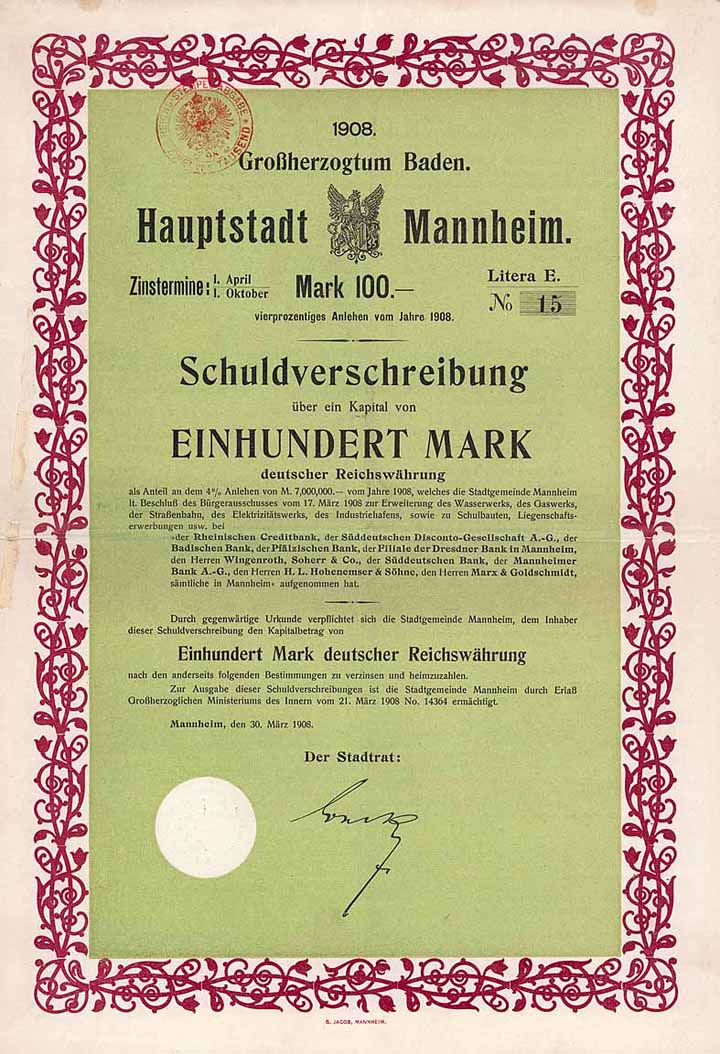 1908.
Großherzogtum Baden.
Hauptstadt Mannheim.
Zinstermine: 1. April
1. Oktober
Mark 100.—
Litera E.
No 15
vierprozentiges Anlehen vom Jahre 1908.
Schuldverschreibung
über ein Kapital von
EINHUNDERT MARK
deutscher Reichswährung
als Anteil an dem 4% Anlehen von M. 7,000,000.— vom Jahre 1908, welches die Stadtgemeinde Mannheim
lt. Beschluß des Bürgerausschusses vom 17. März 1908 zur Erweiterung des Wasserwerks, des Gaswerks,
der Straßenbahn, des Elektrizitätswerks, des Industriehafens, sowie zu Schulbauten, Liegenschafts-
erwerbungen usw. bei
»der Rheinischen Creditbank, der Süddeutschen Disconto-Gesellschaft A.-G., der
Badischen Bank, der Pfälzischen Bank, der Filiale der Dresdner Bank in Mannheim,
den Herren Wingenroth, Soherr & Co., der Süddeutschen Bank, der Mannheimer
Bank A.-G., den Herren H. L. Hohenemser & Söhne, den Herren Marx & Goldschmidt,
sämtliche in Mannheim« aufgenommen hat.
Durch gegenwärtige Urkunde verpflichtet sich die Stadtgemeinde Mannheim, dem Inhaber
dieser Schuldverschreibung den Kapitalbetrag von
Einhundert Mark deutscher Reichswährung
nach den anderseits folgenden Bestimmungen zu verzinsen und heimzuzahlen.
Zur Ausgabe dieser Schuldverschreibungen ist die Stadtgemeinde Mannheim durch Erlaß
Großherzoglichen Ministeriums des Innern vom 21. März 1908 No. 14364 ermächtigt.
Mannheim, den 30. März 1908.
Der Stadtrat:
S. JACOB, MANNHEIM.